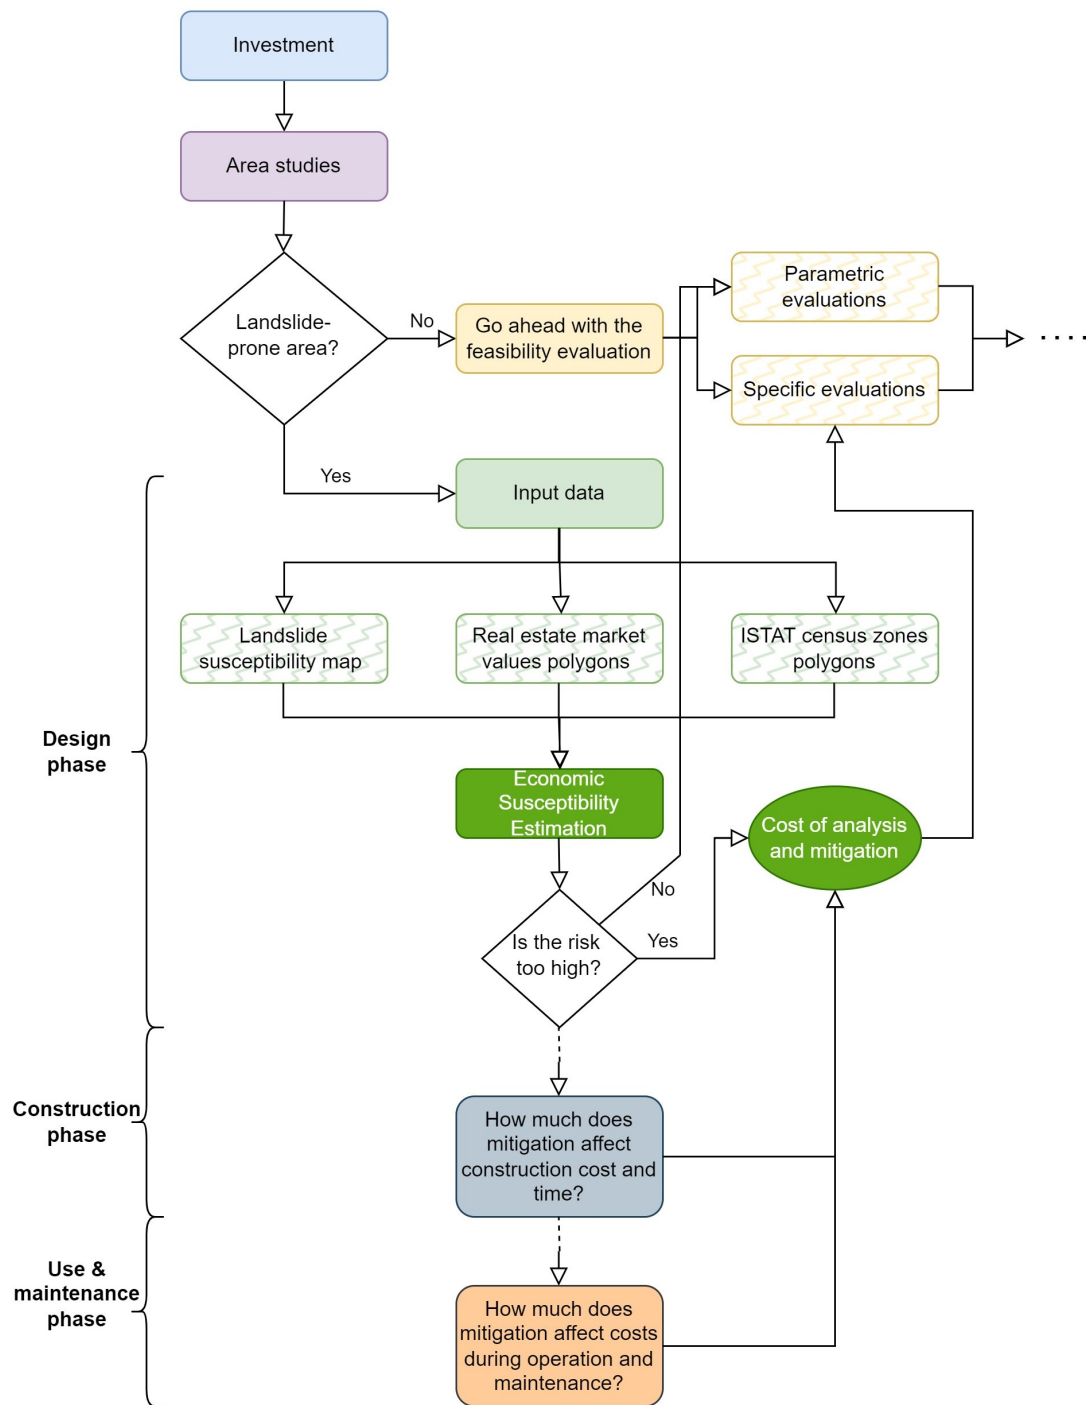 Investment
Area studies
Landslide-
prone area?
No
Go ahead with the
feasibility evaluation
Parametric
evaluations
Specific evaluations
....
Yes
Input data
Landslide
susceptibility map
Real estate market
values polygons
ISTAT census zones
polygons
Design
phase
Economic
Susceptibility
Estimation
Cost of analysis
and mitigation
No
Is the risk
too high?
Yes
Construction
phase
How much does
mitigation affect
construction cost and
time?
Use &
maintenance
phase
How much does
mitigation affect costs
during operation and
maintenance?